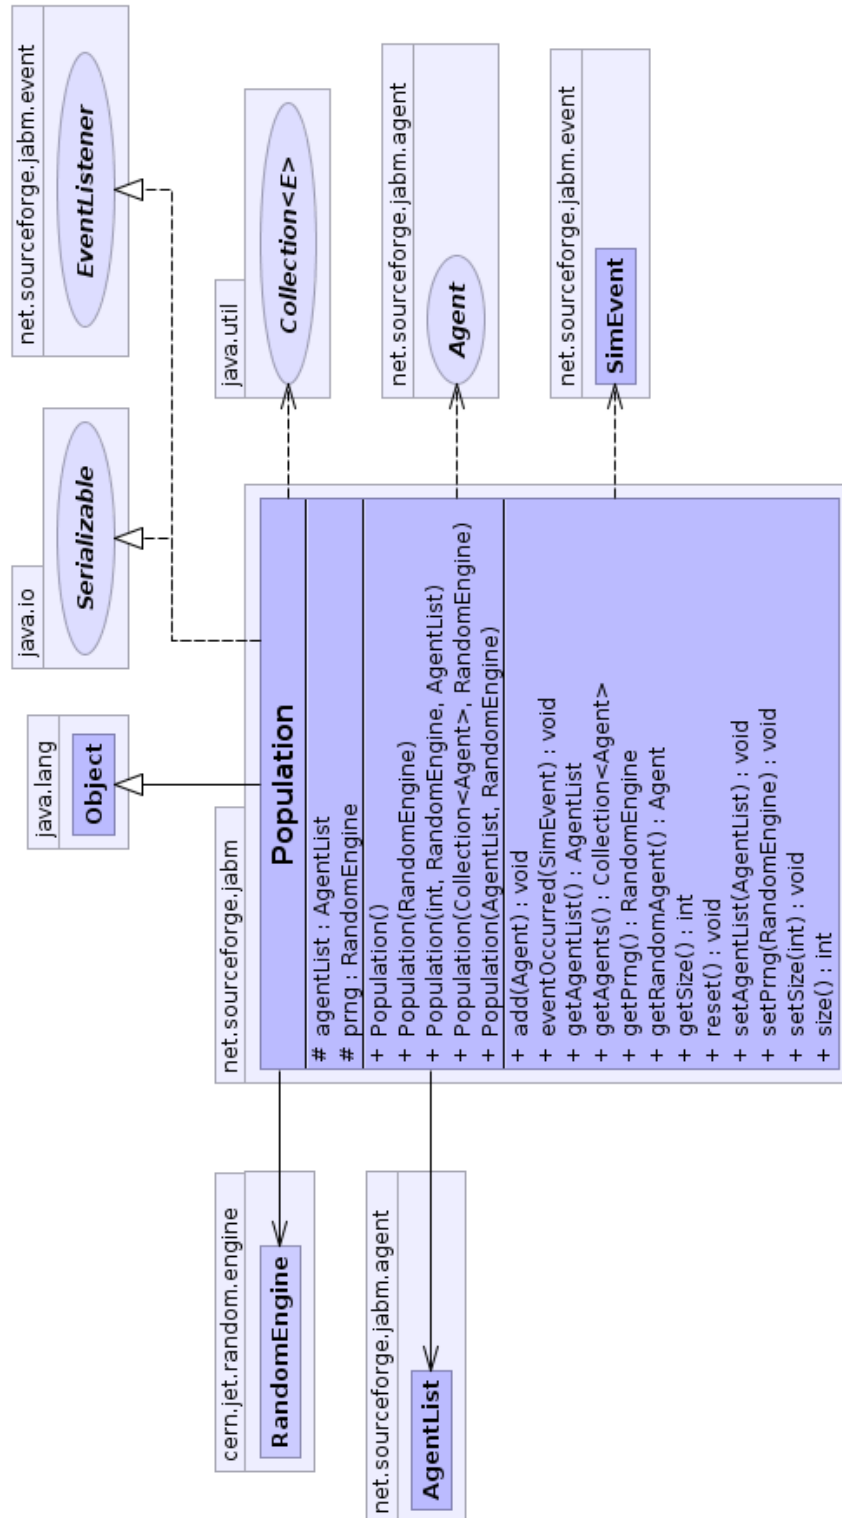 net.sourceforge.jabm.event
EventListener
java.io
Serializable
java.lang
Object
java.util
Collection<E>
net.sourceforge.jabm.agent
Agent
net.sourceforge.jabm.event
SimEvent
net.sourceforge.jabm
Population
# agentList : AgentList
# prng : RandomEngine
+ Population()
+ Population(RandomEngine)
+ Population(int, RandomEngine, AgentList)
+ Population(Collection<Agent>, RandomEngine)
+ Population(AgentList, RandomEngine)
+ add(Agent) : void
+ eventOccurred(SimEvent) : void
+ getAgentList() : AgentList
+ getAgents() : Collection<Agent>
+ getPrng() : RandomEngine
+ getRandomAgent() : Agent
+ getSize() : int
+ reset() : void
+ setAgentList(AgentList) : void
+ setPrng(RandomEngine) : void
+ setSize(int) : void
+ size() : int
cern.jet.random.engine
RandomEngine
net.sourceforge.jabm.agent
AgentList